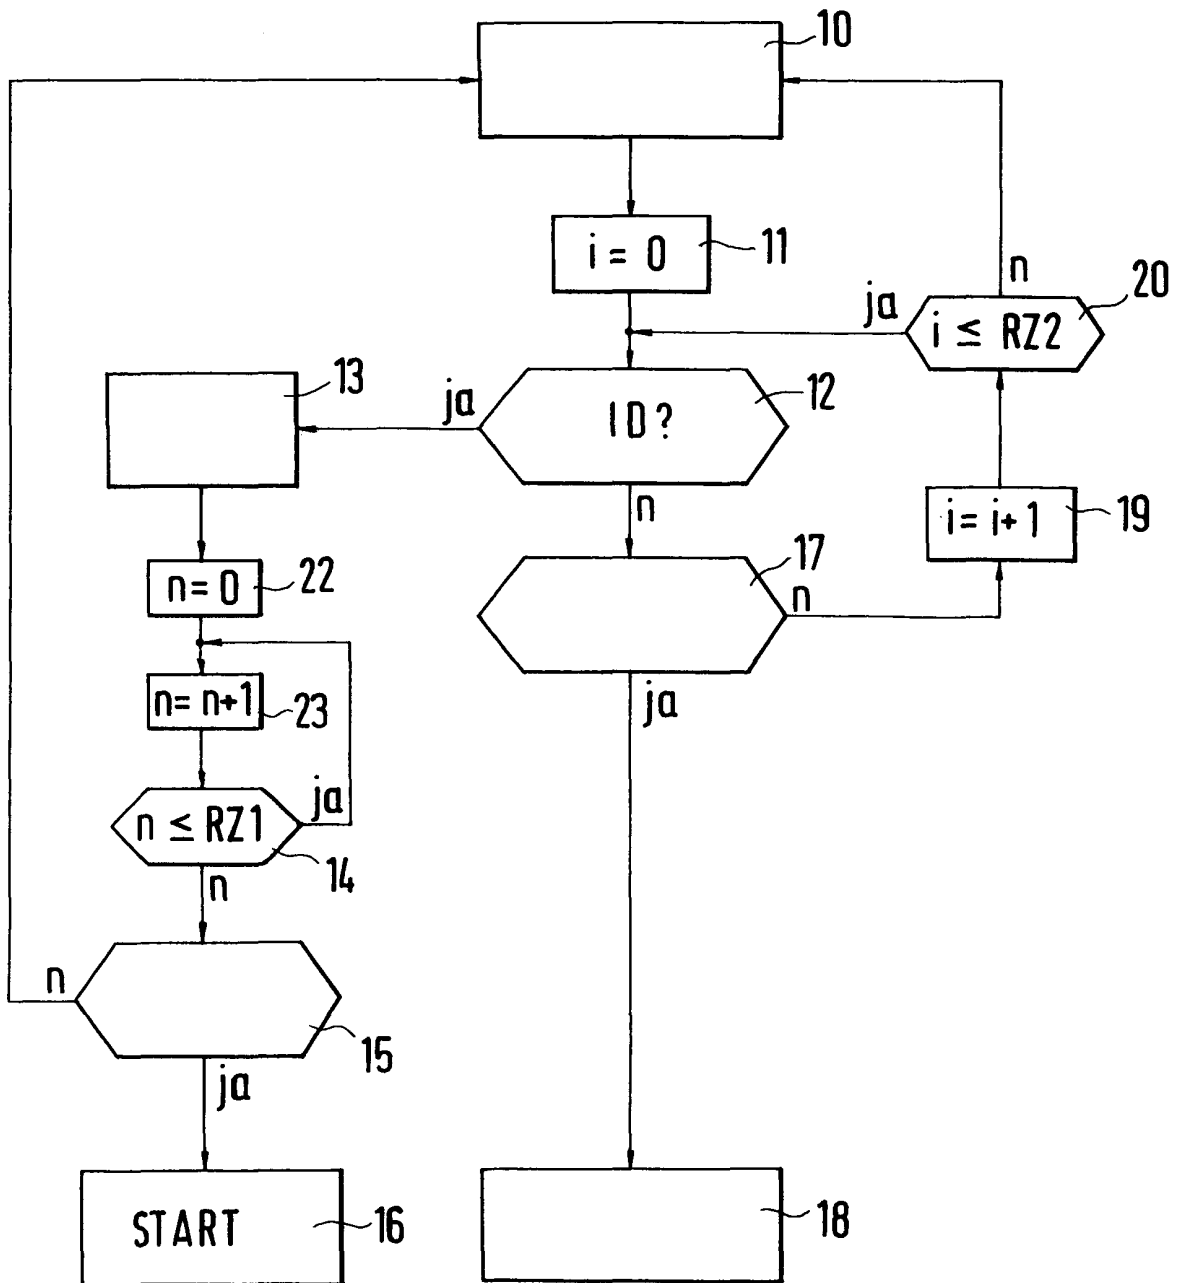 10
i = 0
11
n
20
ja
i ≤ RZ2
13
ja
12
ID?
n
i = i + 1
19
17
n
n = 0
22
n = n + 1
23
ja
ja
n ≤ RZ1
14
n
n
15
ja
START
16
18